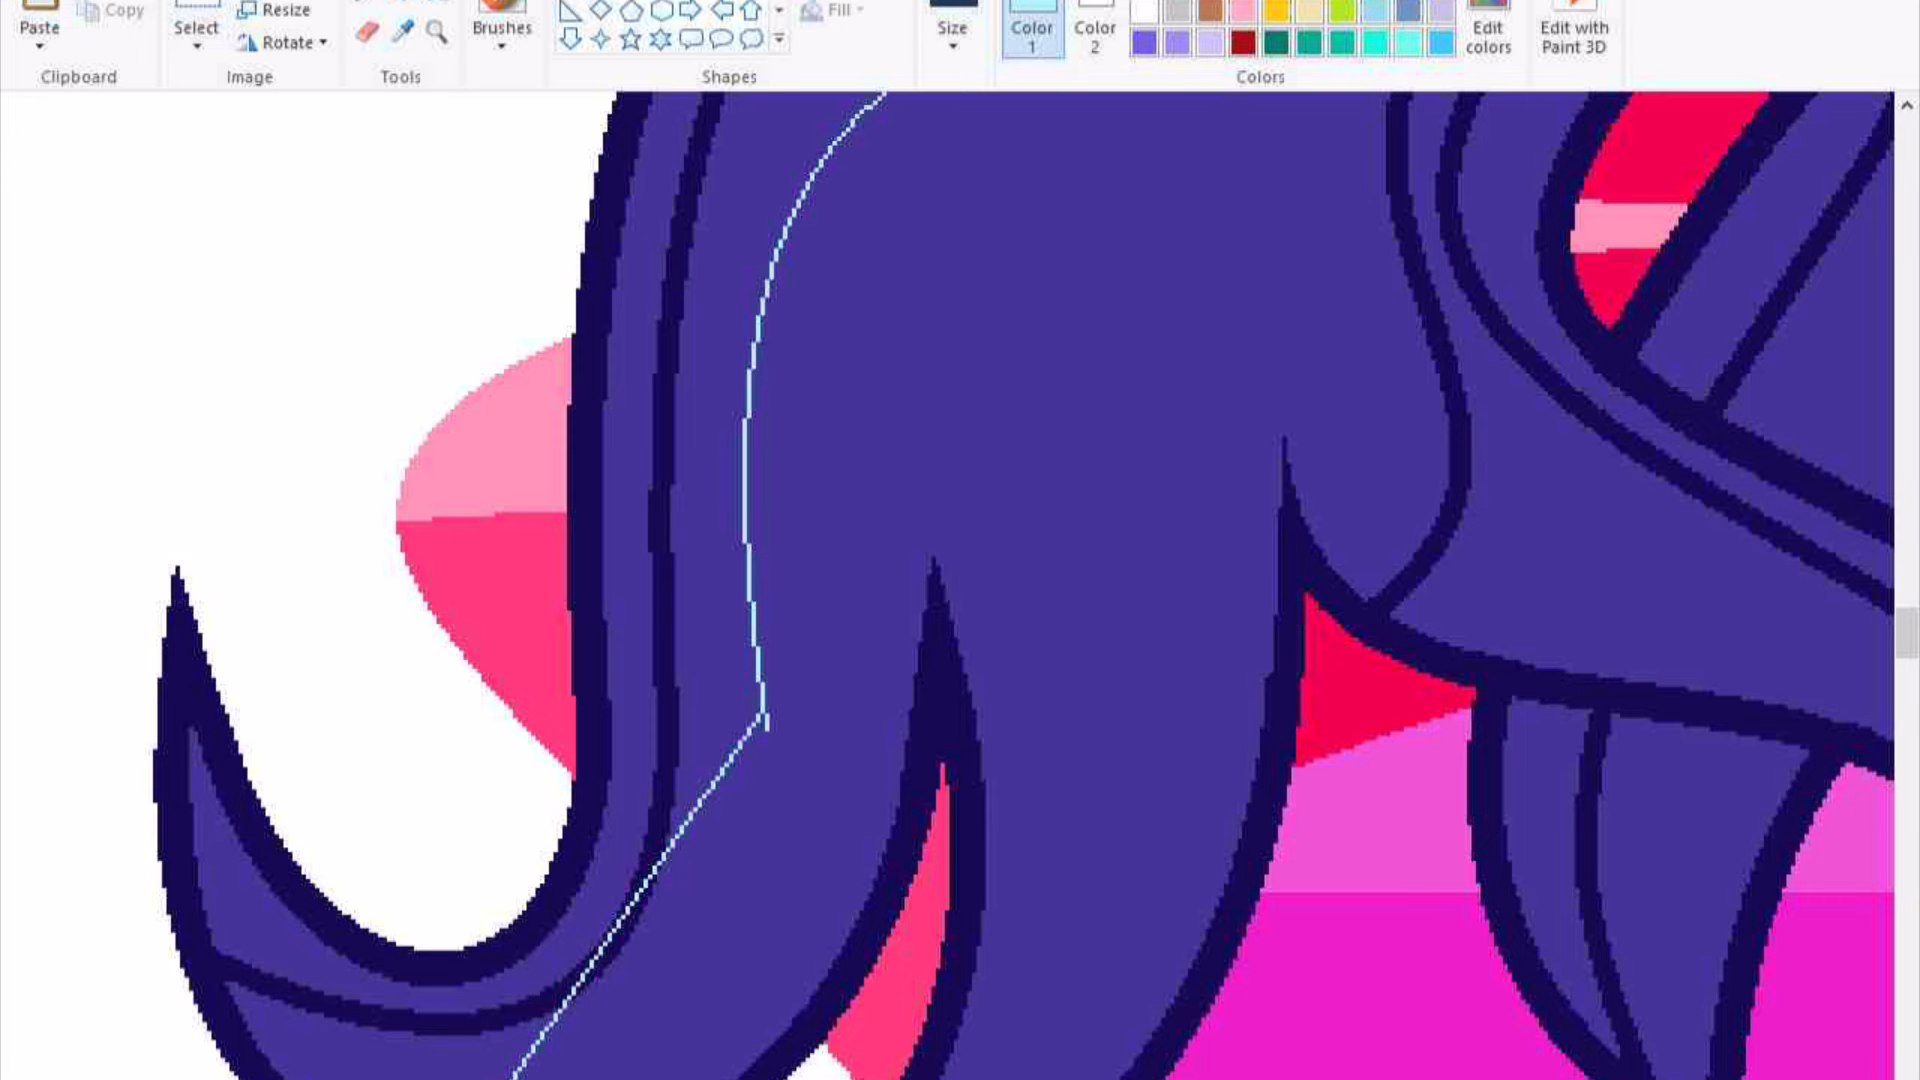 Paste
Copy
Select
Resize
Rotate
Brushes
Fill
Size
Color 1
Color 2
Edit colors
Edit with Paint 3D
Clipboard
Image
Tools
Shapes
Colors